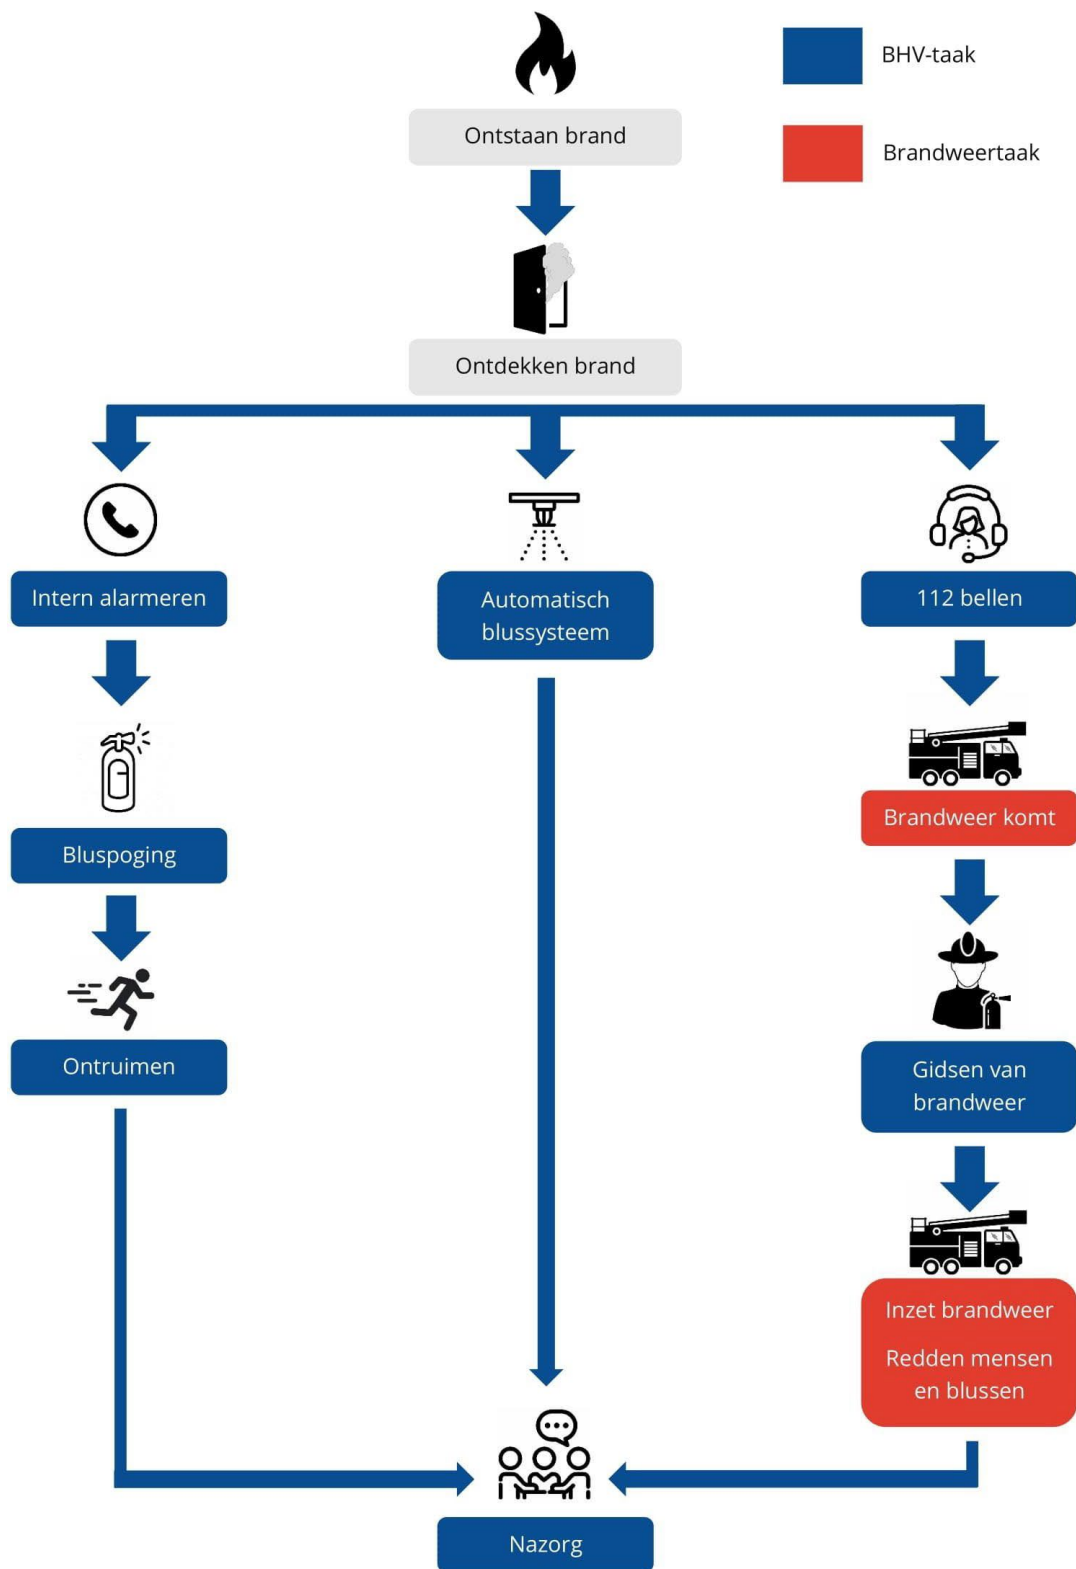 BHV-taak
Ontstaan brand
Brandweertaak
Ontdekken brand
Intern alarmeren
Automatisch
blussysteem
112 bellen
Brandweer komt
Bluspoging
Ontruimen
Gidsen van
brandweer
Inzet brandweer
Redden mensen
en blussen
Nazorg